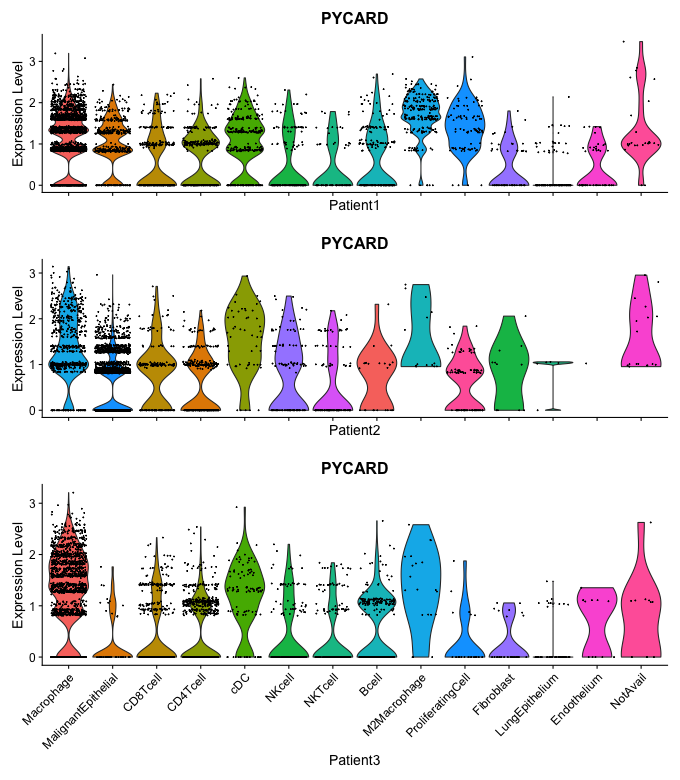 PYCARD
Expression Level
3
2
1
0
Patient1
PYCARD
Expression Level
3
2
1
0
Patient2
PYCARD
Expression Level
3
2
1
0
Macrophage
MalignantEpithelial
CD8Tcell
CD4Tcell
cDC
NKcell
NKTcell
Bcell
M2Macrophage
ProliferatingCell
Fibroblast
LungEpithelium
Endothelium
NotAvail
Patient3